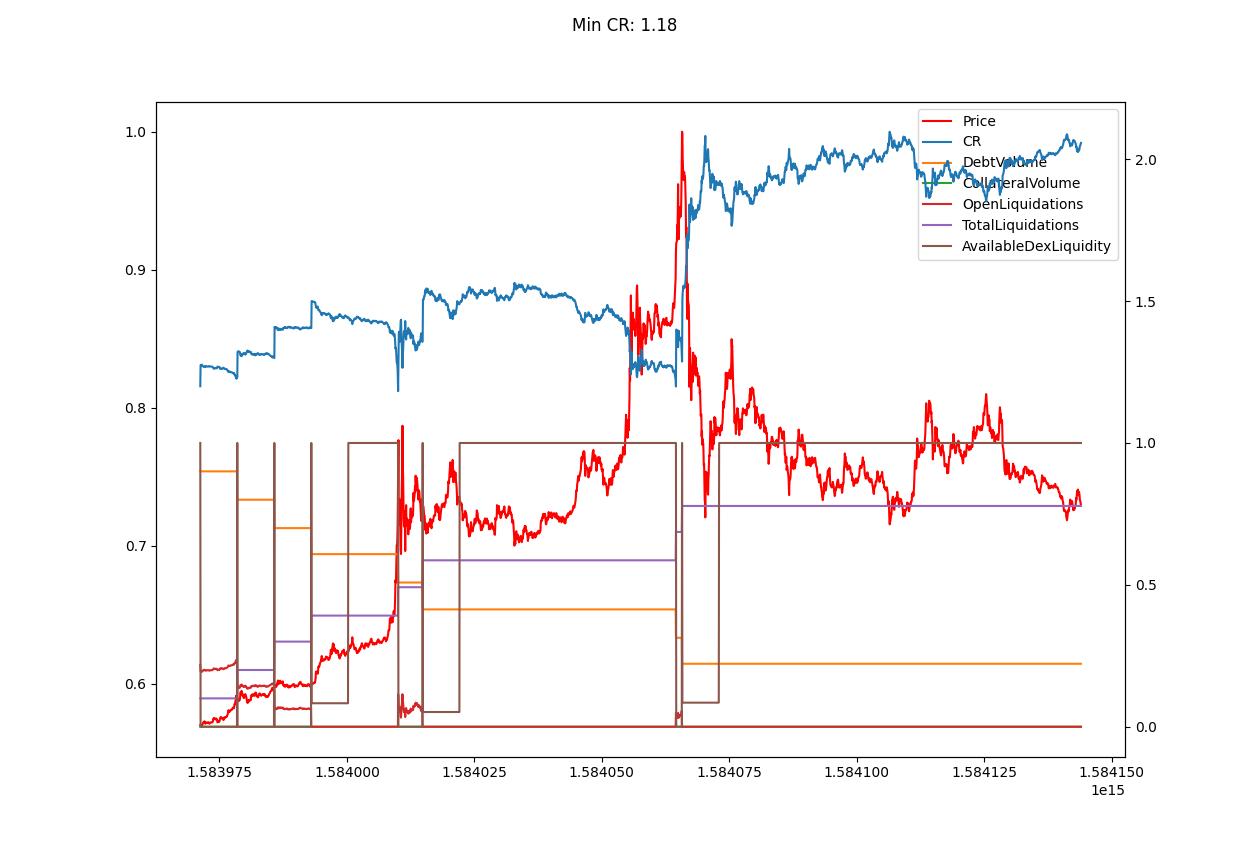 Min CR: 1.18
1.0
0.9
0.8
0.7
0.6
2.0
1.5
1.0
0.5
0.0
Price
CR
DebtVolume
CollateralVolume
OpenLiquidations
TotalLiquidations
AvailableDexLiquidity
1.583975 1.584000 1.584025 1.584050 1.584075 1.584100 1.584125 1.584150
1e15